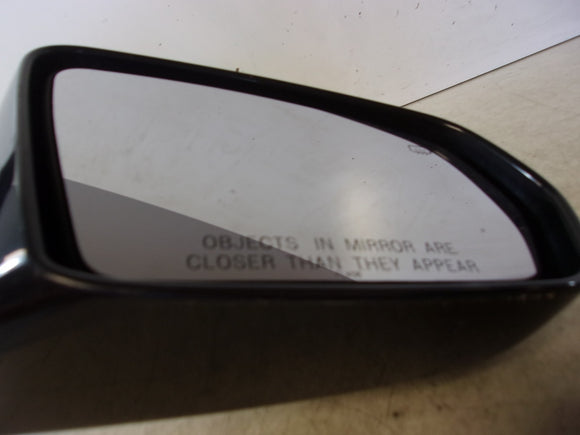 OBJECTS IN MIRROR ARE
CLOSER THAN THEY APPEAR